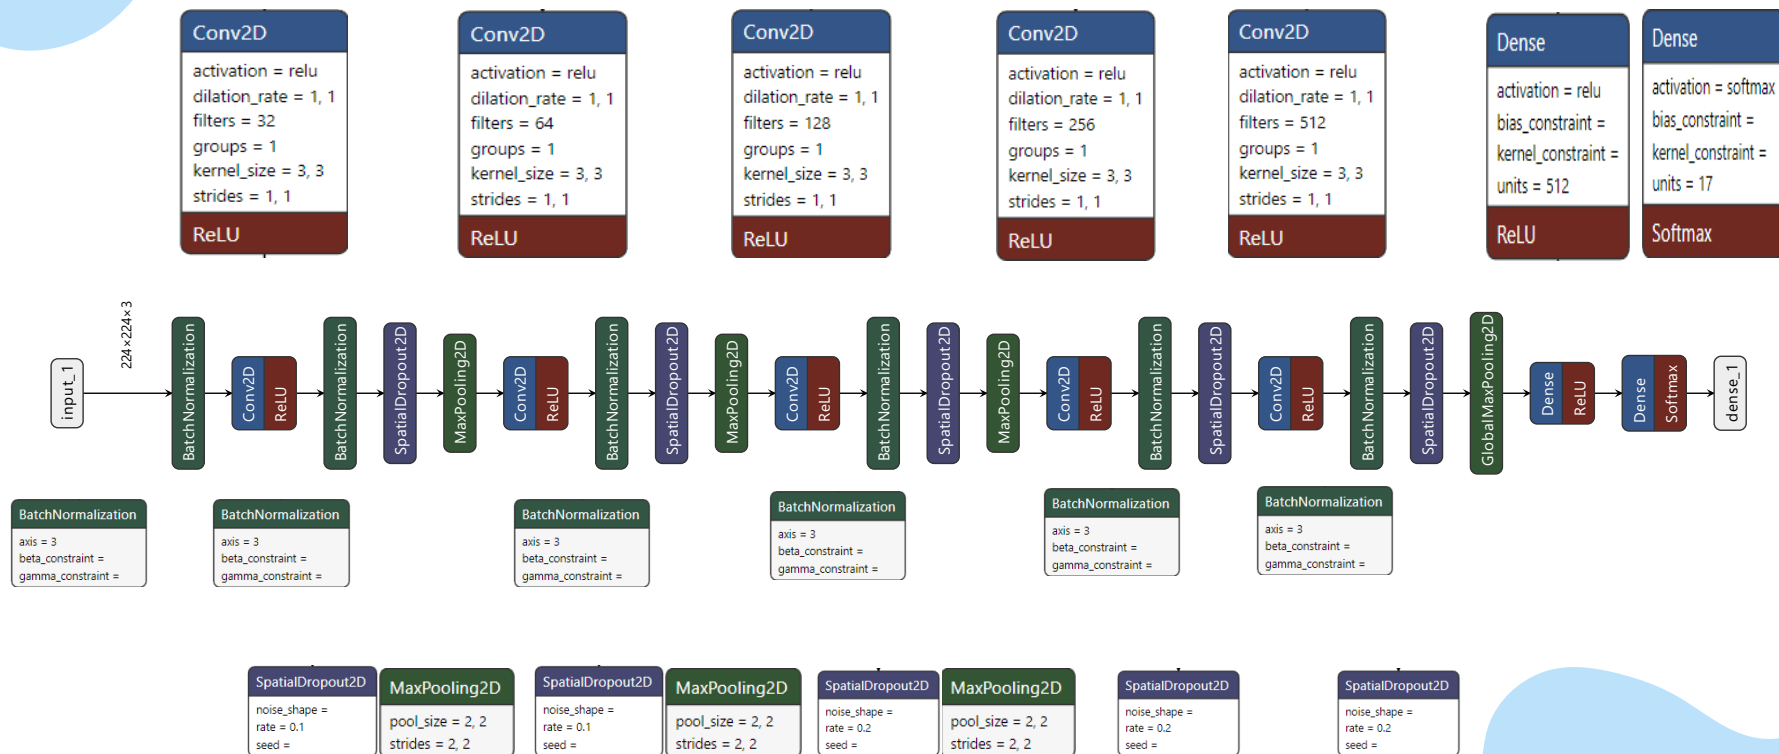 Conv2D
activation = relu
dilation_rate = 1, 1
filters = 32
groups = 1
kernel_size = 3, 3
strides = 1, 1
ReLU
Conv2D
activation = relu
dilation_rate = 1, 1
filters = 64
groups = 1
kernel_size = 3, 3
strides = 1, 1
ReLU
Conv2D
activation = relu
dilation_rate = 1, 1
filters = 128
groups = 1
kernel_size = 3, 3
strides = 1, 1
ReLU
Conv2D
activation = relu
dilation_rate = 1, 1
filters = 256
groups = 1
kernel_size = 3, 3
strides = 1, 1
ReLU
Conv2D
activation = relu
dilation_rate = 1, 1
filters = 512
groups = 1
kernel_size = 3, 3
strides = 1, 1
ReLU
Dense
activation = relu
bias_constraint =
kernel_constraint =
units = 512
ReLU
Dense
activation = softmax
bias_constraint =
kernel_constraint =
units = 17
Softmax
input_1
224×224×3
BatchNormalization
Conv2D
ReLU
BatchNormalization
SpatialDropout2D
MaxPooling2D
Conv2D
ReLU
BatchNormalization
SpatialDropout2D
MaxPooling2D
Conv2D
ReLU
BatchNormalization
SpatialDropout2D
MaxPooling2D
Conv2D
ReLU
BatchNormalization
SpatialDropout2D
Conv2D
ReLU
BatchNormalization
SpatialDropout2D
GlobalMaxPooling2D
Dense
ReLU
Dense
Softmax
dense_1
BatchNormalization
axis = 3
beta_constraint =
gamma_constraint =
BatchNormalization
axis = 3
beta_constraint =
gamma_constraint =
BatchNormalization
axis = 3
beta_constraint =
gamma_constraint =
BatchNormalization
axis = 3
beta_constraint =
gamma_constraint =
BatchNormalization
axis = 3
beta_constraint =
gamma_constraint =
BatchNormalization
axis = 3
beta_constraint =
gamma_constraint =
SpatialDropout2D
noise_shape =
rate = 0.1
seed =
MaxPooling2D
pool_size = 2, 2
strides = 2, 2
SpatialDropout2D
noise_shape =
rate = 0.1
seed =
MaxPooling2D
pool_size = 2, 2
strides = 2, 2
SpatialDropout2D
noise_shape =
rate = 0.2
seed =
MaxPooling2D
pool_size = 2, 2
strides = 2, 2
SpatialDropout2D
noise_shape =
rate = 0.2
seed =
SpatialDropout2D
noise_shape =
rate = 0.2
seed =